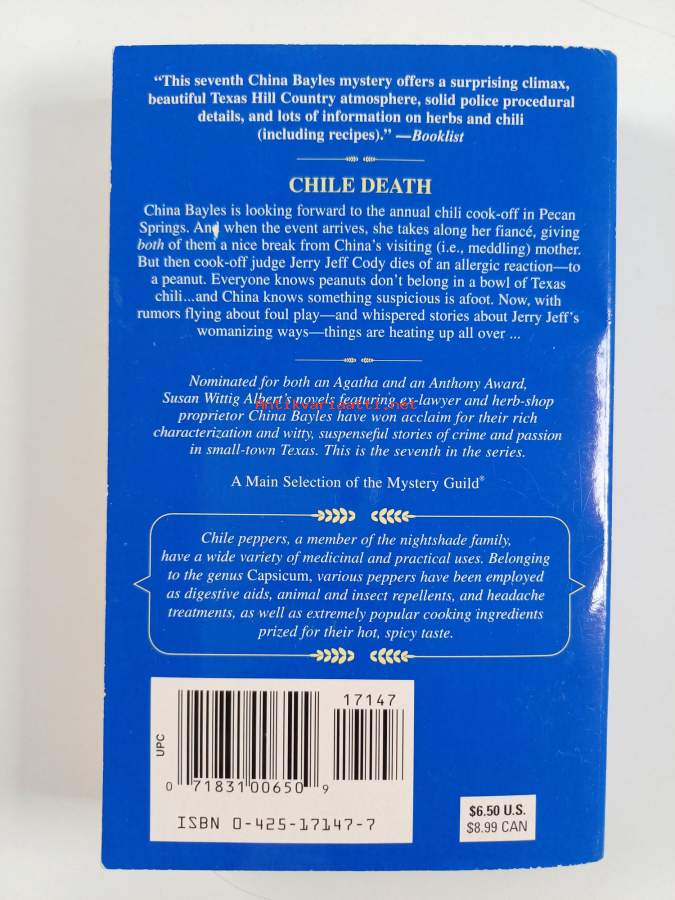 “This seventh China Bayles mystery offers a surprising climax,
beautiful Texas Hill Country atmosphere, solid police procedural
details, and lots of information on herbs and chili
(including recipes).” —Booklist
CHILE DEATH
China Bayles is looking forward to the annual chili cook-off in Pecan
Springs. And when the event arrives, she takes along her fiancé, giving
both of them a nice break from China’s visiting (i.e., meddling) mother.
But then cook-off judge Jerry Jeff Cody dies of an allergic reaction—to
a peanut. Everyone knows peanuts don’t belong in a bowl of Texas
chili...and China knows something suspicious is afoot. Now, with
rumors flying about foul play—and whispered stories about Jerry Jeff’s
womanizing ways—things are heating up all over ...
Nominated for both an Agatha and an Anthony Award,
Susan Wittig Albert’s novels featuring ex-lawyer and herb-shop
Antikvariaatti.net
proprietor China Bayles have won acclaim for their rich
characterization and witty, suspenseful stories of crime and passion
in small-town Texas. This is the seventh in the series.
A Main Selection of the Mystery Guild®
Chile peppers, a member of the nightshade family,
have a wide variety of medicinal and practical uses. Belonging
to the genus Capsicum, various peppers have been employed
as digestive aids, animal and insect repellents, and headache
treatments, as well as extremely popular cooking ingredients
prized for their hot, spicy taste.
17147
UPC
0 71831 00650 9
ISBN 0-425-17147-7
$6.50 U.S.
$8.99 CAN